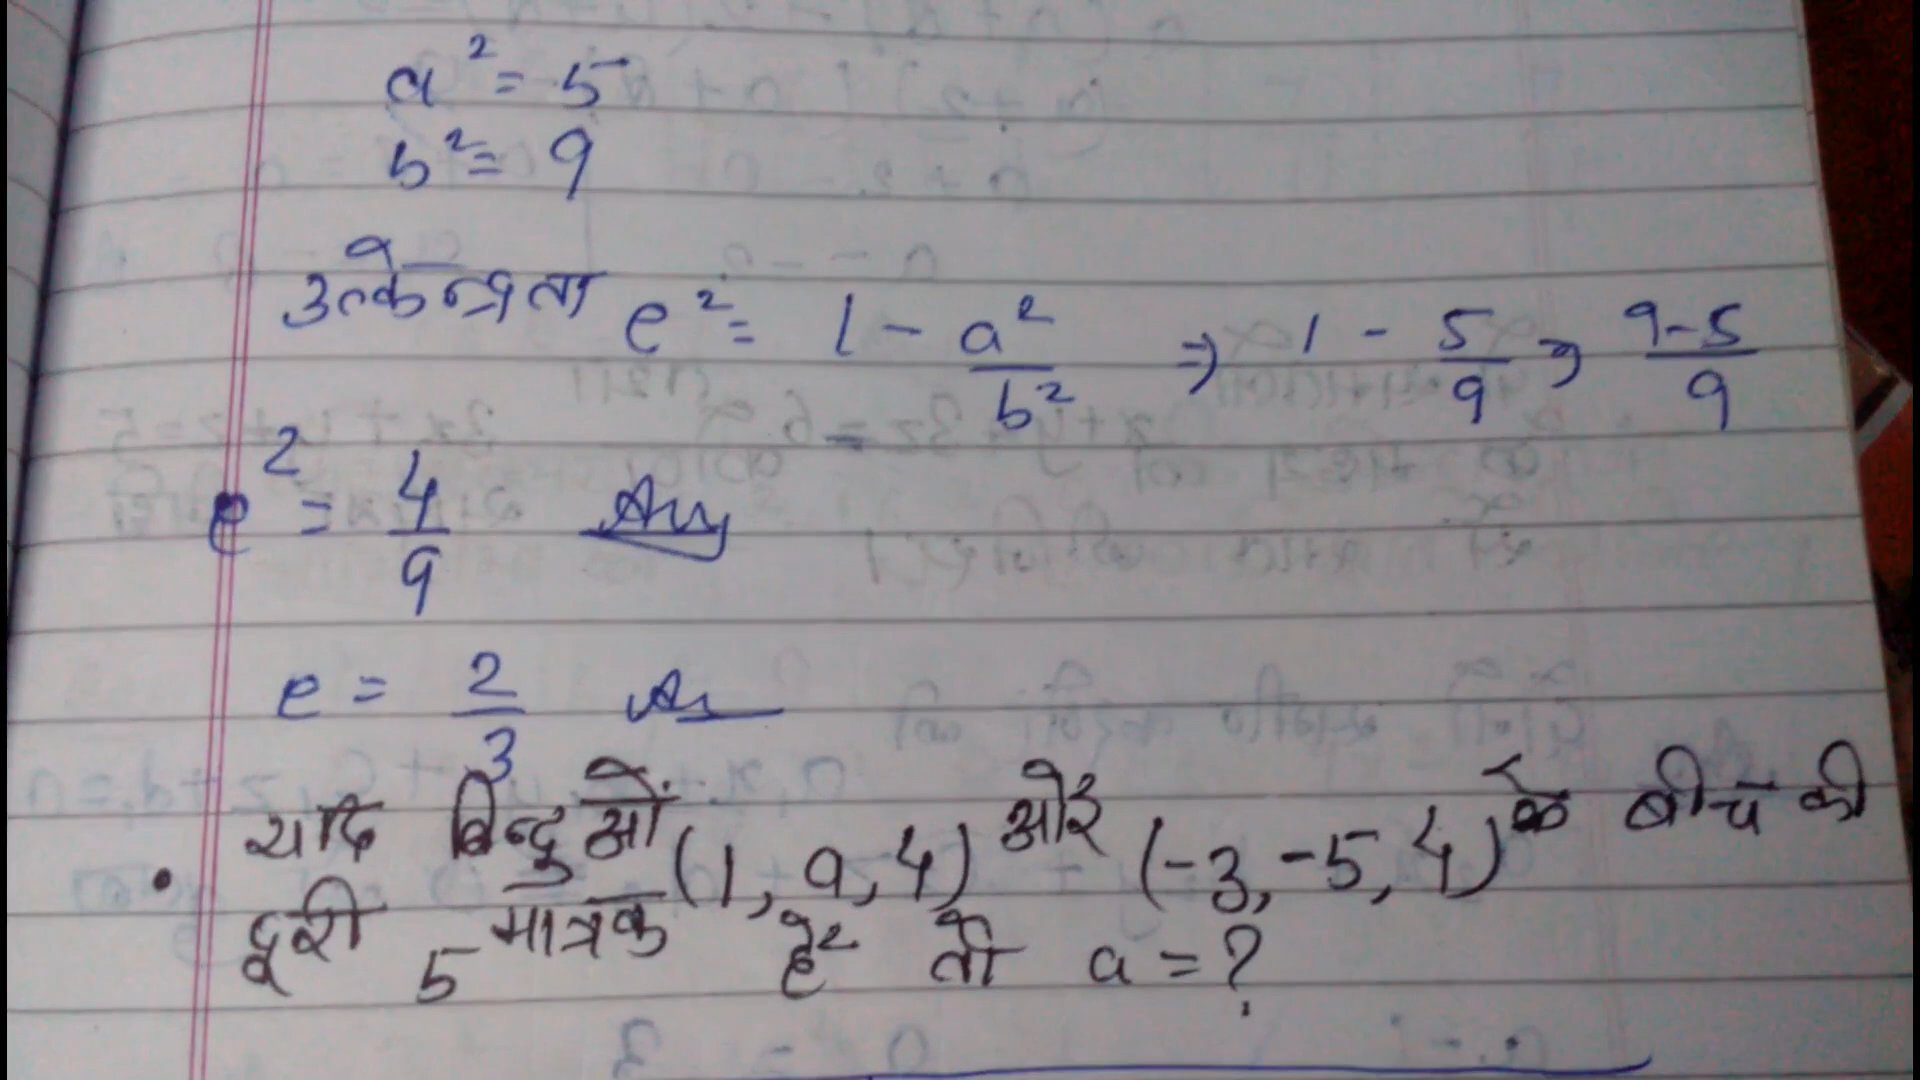 a² = 5
b² = 9
उत्केन्द्रता e² = 1 - a²/b² ⇒ 1 - 5/9 ⇒ 9-5/9
e² = 4/9 Ans
e = 2/3 Ans
• यदि बिन्दुओं (1, a, 4) और (-3, -5, 4) के बीच की
दूरी 5 मात्रक है तो a = ?